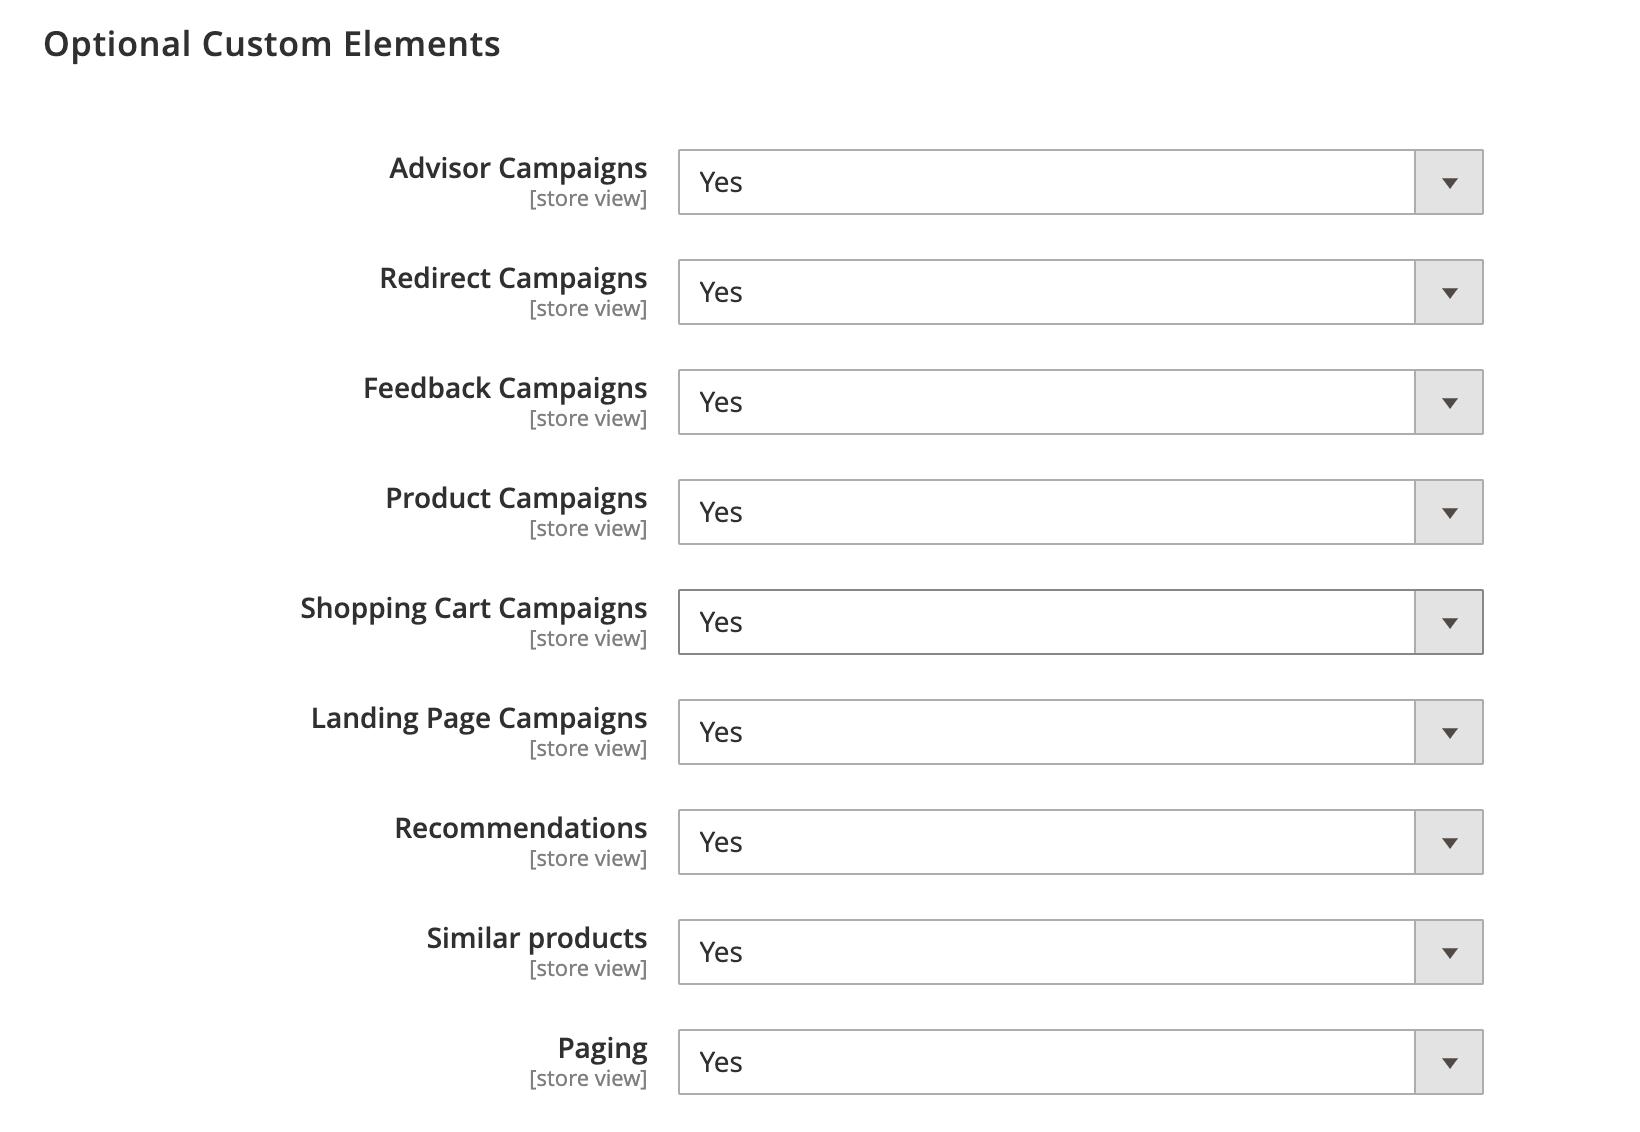 Optional Custom Elements
Advisor Campaigns
[store view]
Yes
Redirect Campaigns
[store view]
Yes
Feedback Campaigns
[store view]
Yes
Product Campaigns
[store view]
Yes
Shopping Cart Campaigns
[store view]
Yes
Landing Page Campaigns
[store view]
Yes
Recommendations
[store view]
Yes
Similar products
[store view]
Yes
Paging
[store view]
Yes